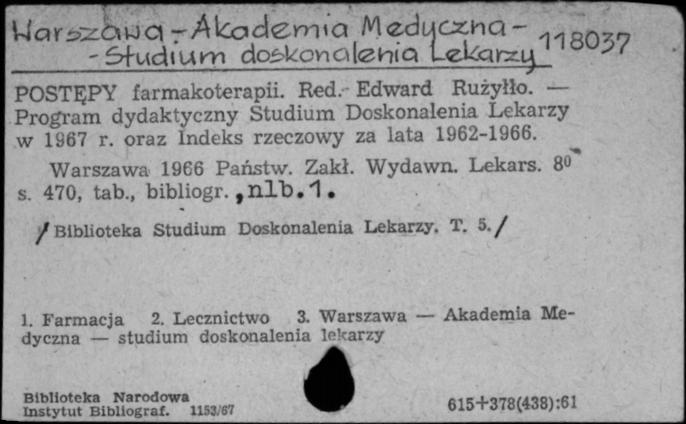 Warszawa - Akademia Medyczna -
- Studium doskonalenia Lekarzy 118037
POSTĘPY farmakoterapii. Red. Edward Rużyłło. —
Program dydaktyczny Studium Doskonalenia Lekarzy
w 1967 r. oraz Indeks rzeczowy za lata 1962-1966.
Warszawa 1966 Państw. Zakł. Wydawn. Lekars. 8⁰
s. 470, tab., bibliogr., nlb.1.
/Biblioteka Studium Doskonalenia Lekarzy. T. 5./
1. Farmacja 2. Lecznictwo 3. Warszawa — Akademia Me-
dyczna — studium doskonalenia lekarzy
Biblioteka Narodowa
Instytut Bibliograf. 1153/67 615+378(438):61